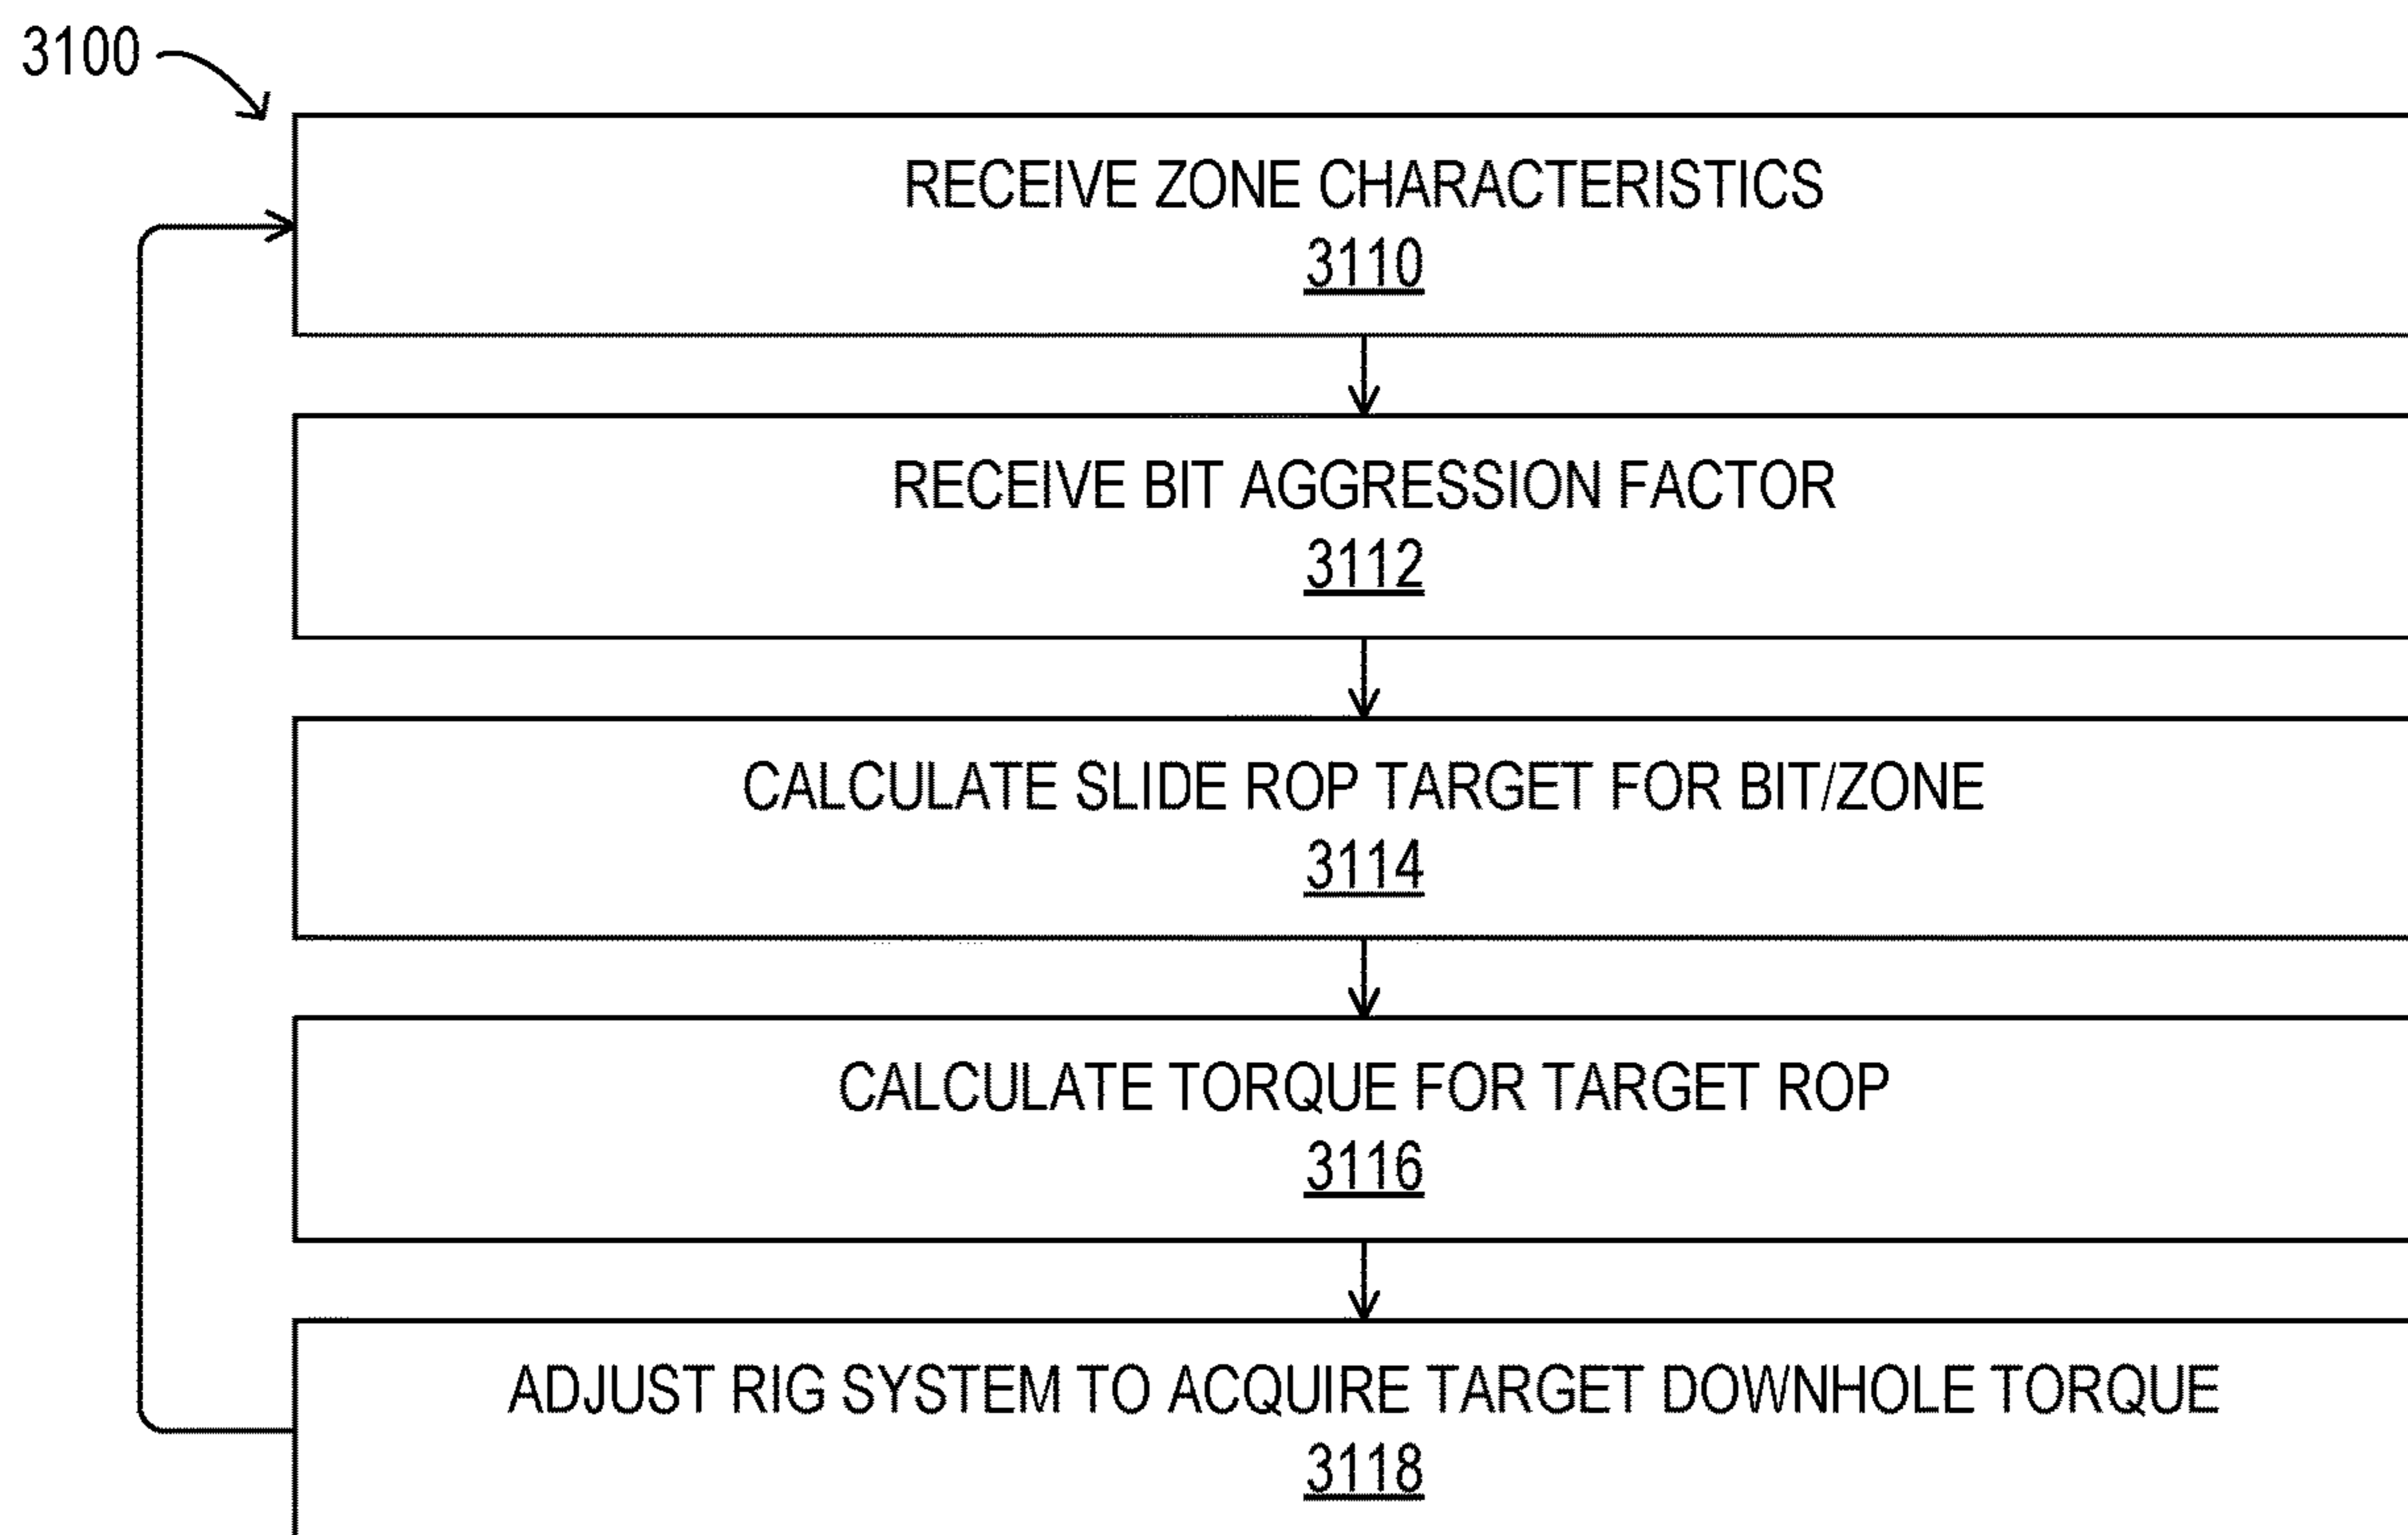 3100
RECEIVE ZONE CHARACTERISTICS
3110
RECEIVE BIT AGGRESSION FACTOR
3112
CALCULATE SLIDE ROP TARGET FOR BIT/ZONE
3114
CALCULATE TORQUE FOR TARGET ROP
3116
ADJUST RIG SYSTEM TO ACQUIRE TARGET DOWNHOLE TORQUE
3118